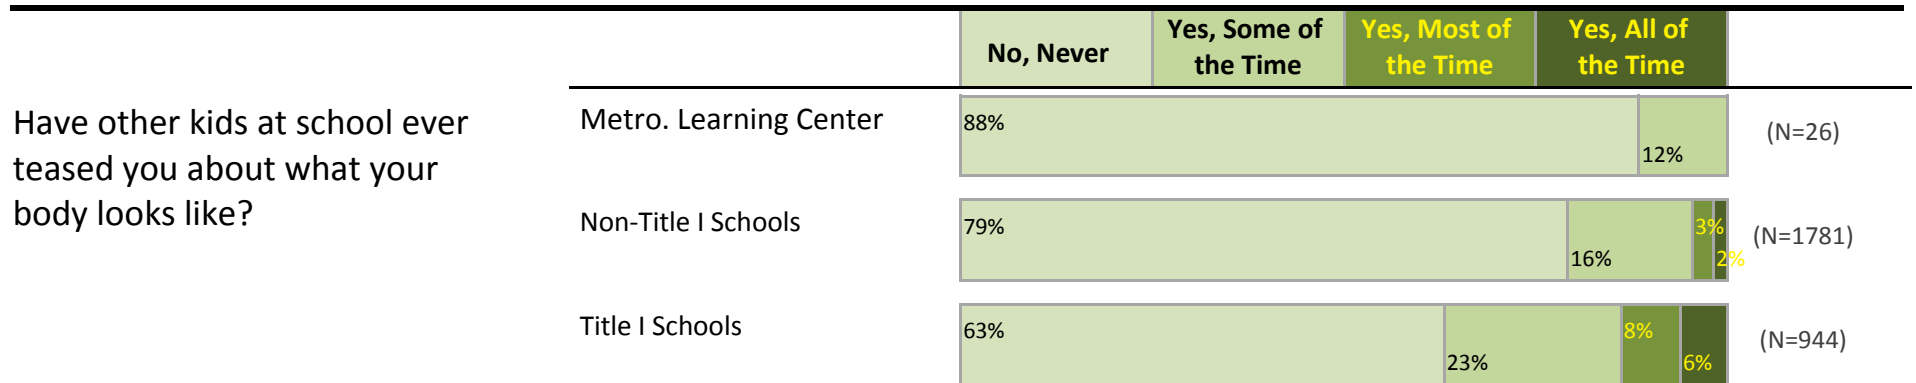 No, Never
Yes, Some of
the Time
Yes, Most of
the Time
Yes, All of
the Time
Have other kids at school ever
teased you about what your
body looks like?
Metro. Learning Center
88%
12%
(N=26)
Non-Title I Schools
79%
16%
3%
2%
(N=1781)
Title I Schools
63%
23%
8%
6%
(N=944)